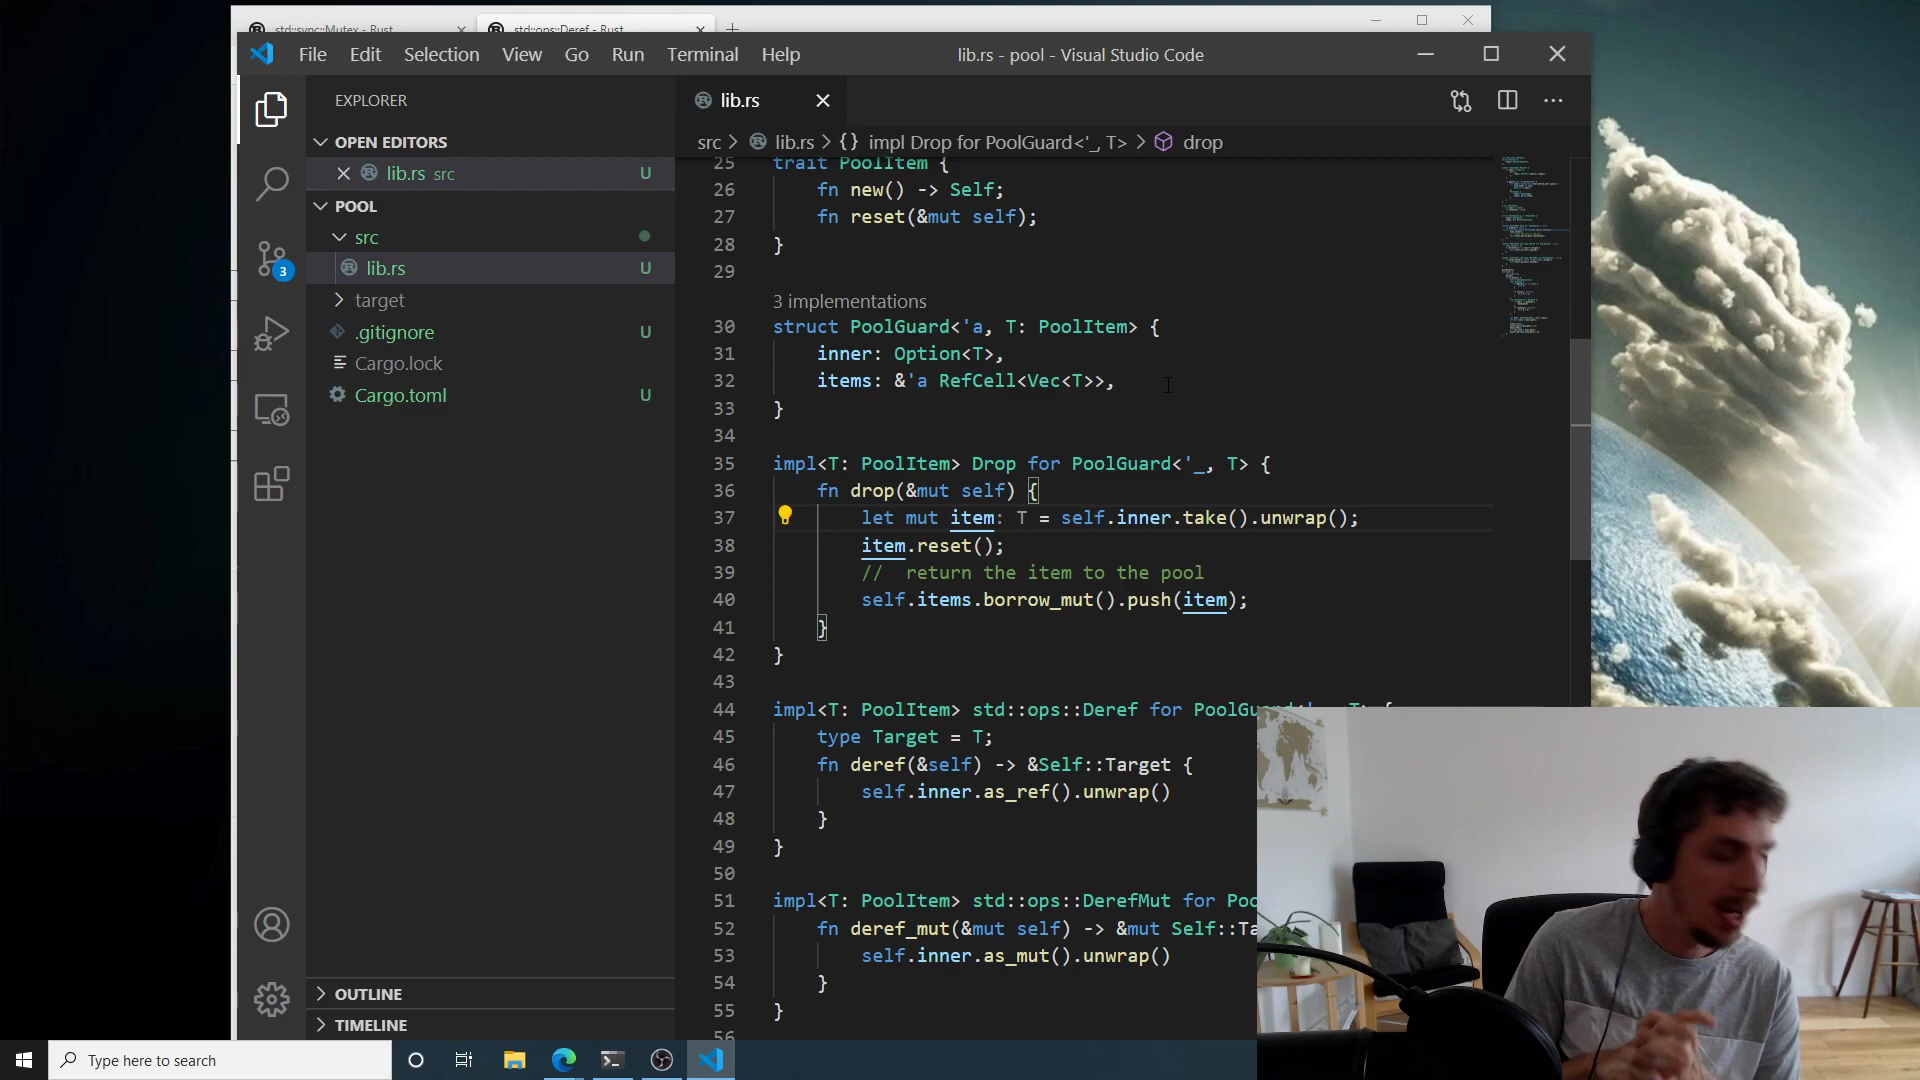 std::sync::Mutex - Rust
std::ops::Deref - Rust
File Edit Selection View Go Run Terminal Help
lib.rs - pool - Visual Studio Code
EXPLORER
OPEN EDITORS
lib.rs src U
POOL
src
lib.rs U
target
.gitignore U
Cargo.lock
Cargo.toml U
3
OUTLINE
TIMELINE
lib.rs
src > lib.rs > {} impl Drop for PoolGuard<'_, T> > drop
25 trait PoolItem {
26 fn new() -> Self;
27 fn reset(&mut self);
28 }
29
3 implementations
30 struct PoolGuard<'a, T: PoolItem> {
31 inner: Option<T>,
32 items: &'a RefCell<Vec<T>>,
33 }
34
35 impl<T: PoolItem> Drop for PoolGuard<'_, T> {
36 fn drop(&mut self) {
37 let mut item: T = self.inner.take().unwrap();
38 item.reset();
39 // return the item to the pool
40 self.items.borrow_mut().push(item);
41 }
42 }
43
44 impl<T: PoolItem> std::ops::Deref for PoolGuard<'_, T> {
45 type Target = T;
46 fn deref(&self) -> &Self::Target {
47 self.inner.as_ref().unwrap()
48 }
49 }
50
51 impl<T: PoolItem> std::ops::DerefMut for Poo
52 fn deref_mut(&mut self) -> &mut Self::Ta
53 self.inner.as_mut().unwrap()
54 }
55 }
56
Type here to search